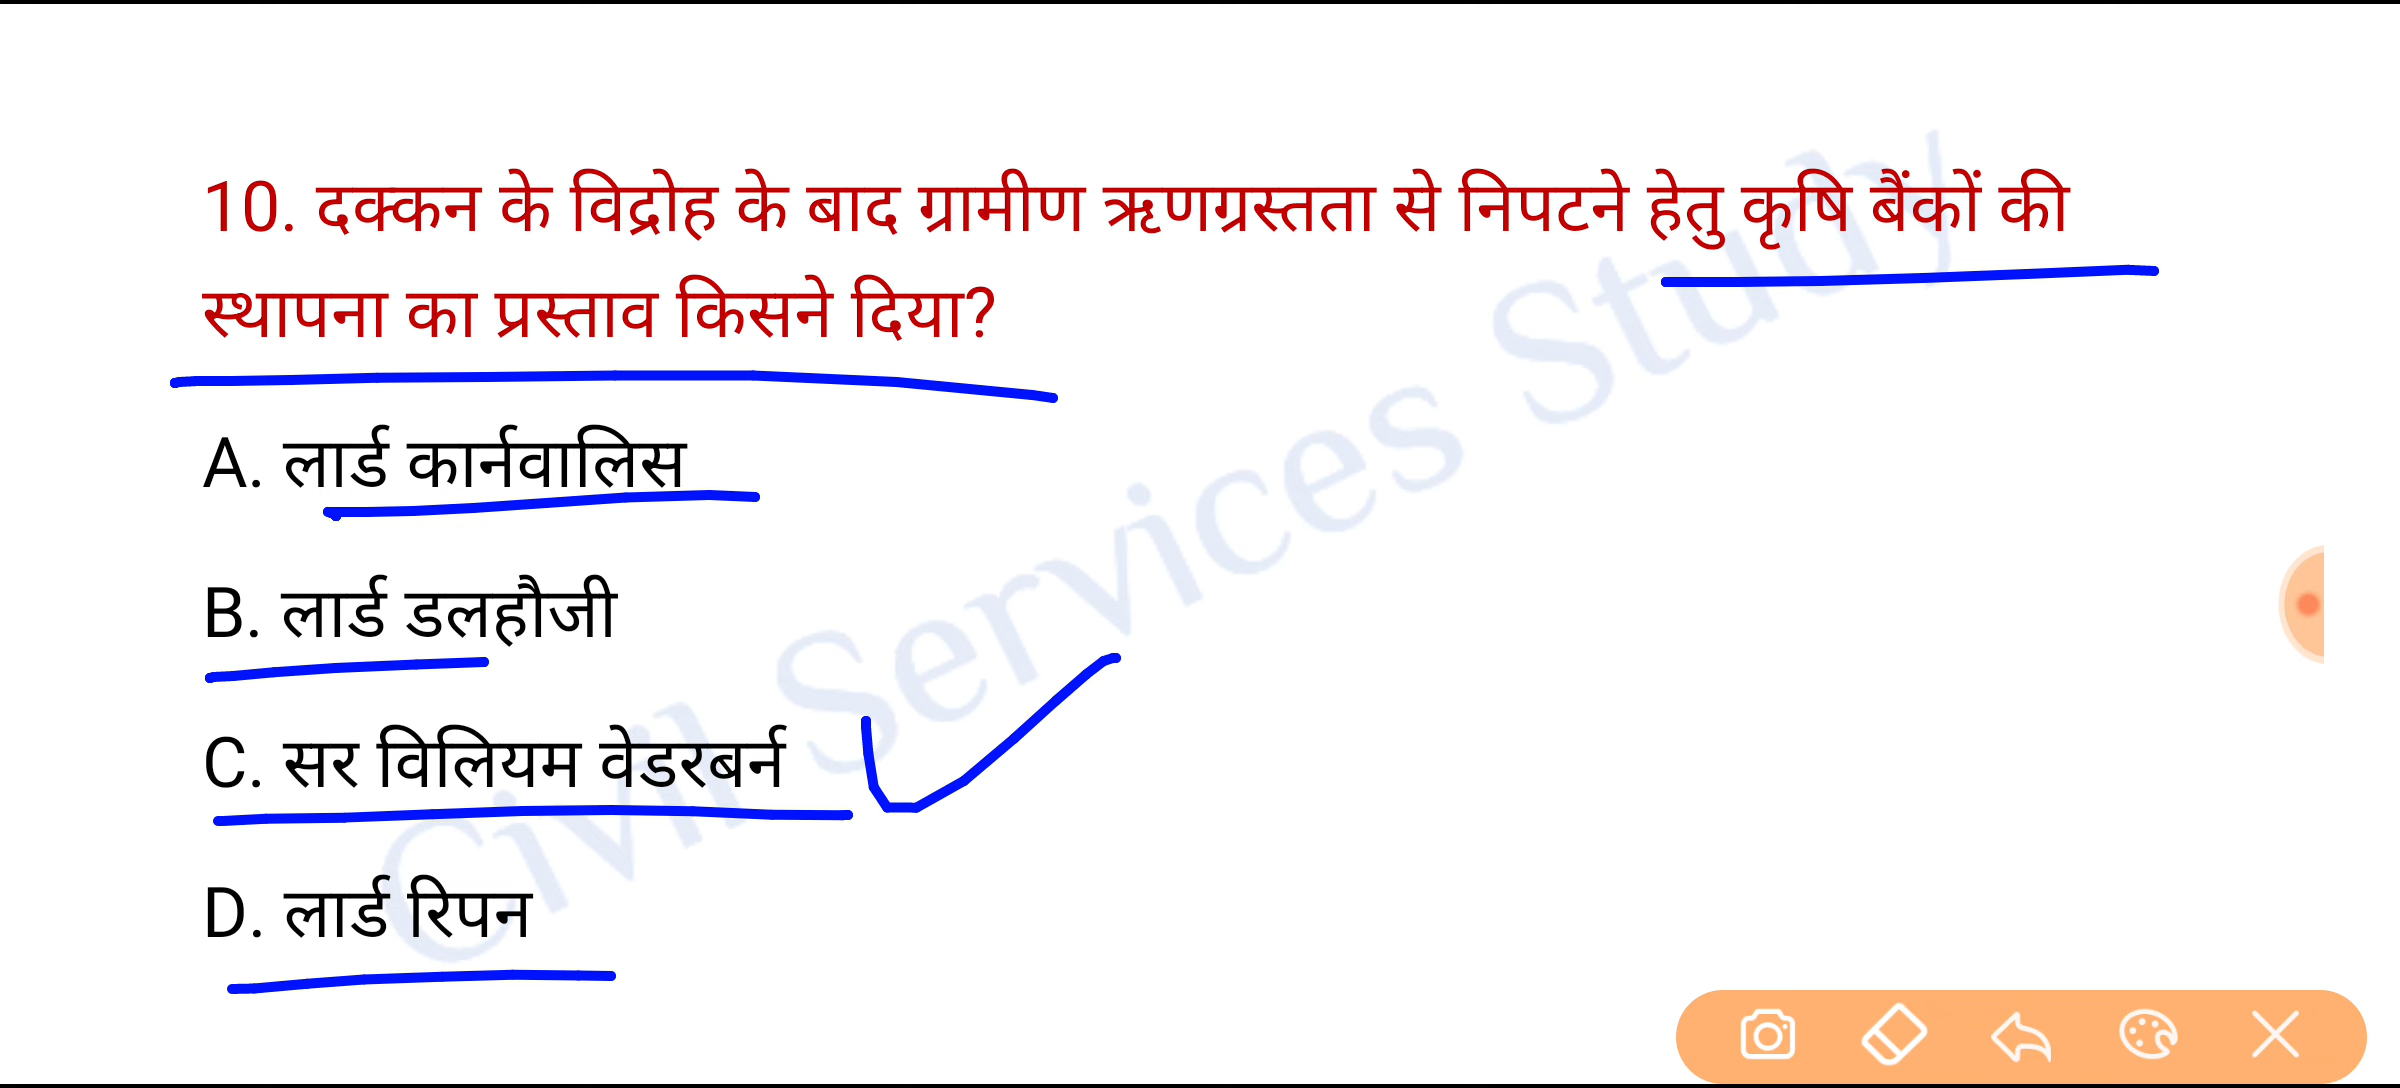 10. दक्कन के विद्रोह के बाद ग्रामीण ऋणग्रस्तता से निपटने हेतु कृषि बैंकों की
स्थापना का प्रस्ताव किसने दिया?
A. लार्ड कार्नवालिस
B. लार्ड डलहौजी
C. सर विलियम वेडरबर्न
D. लार्ड रिपन
Civil Services Study